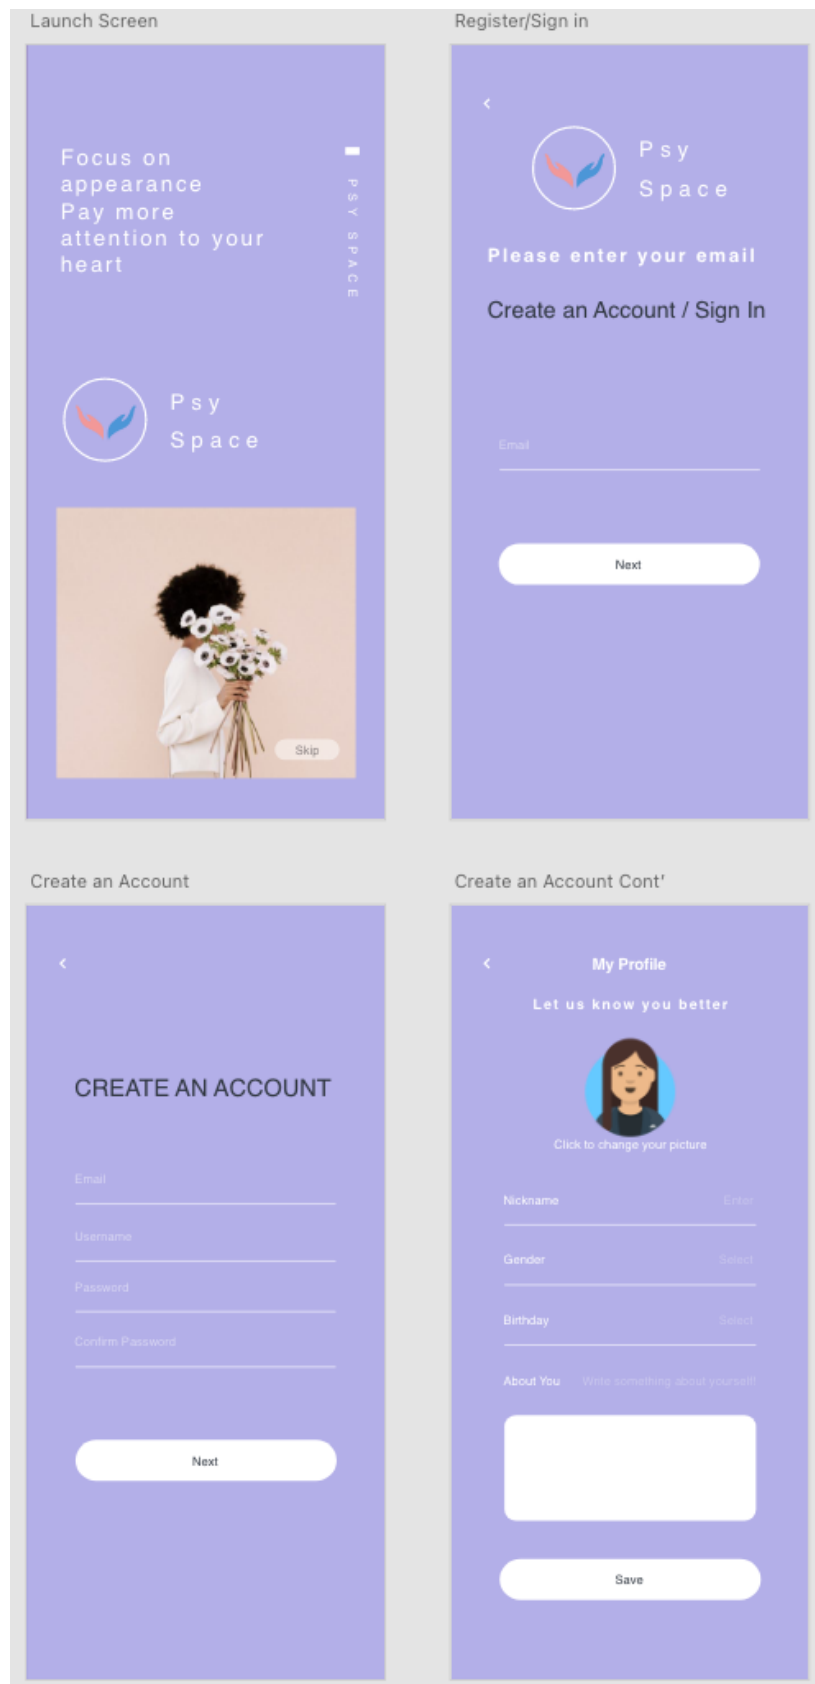 Launch Screen
Focus on
appearance
Pay more
attention to your
heart
PSY SPACE
Psy
Space
Skip
Register/Sign in
Psy
Space
Please enter your email
Create an Account / Sign In
Email
Next
Create an Account
CREATE AN ACCOUNT
Email
Username
Password
Confirm Password
Next
Create an Account Cont'
My Profile
Let us know you better
Click to change your picture
Nickname Enter
Gender Select
Birthday Select
About You Write something about yourself!
Save